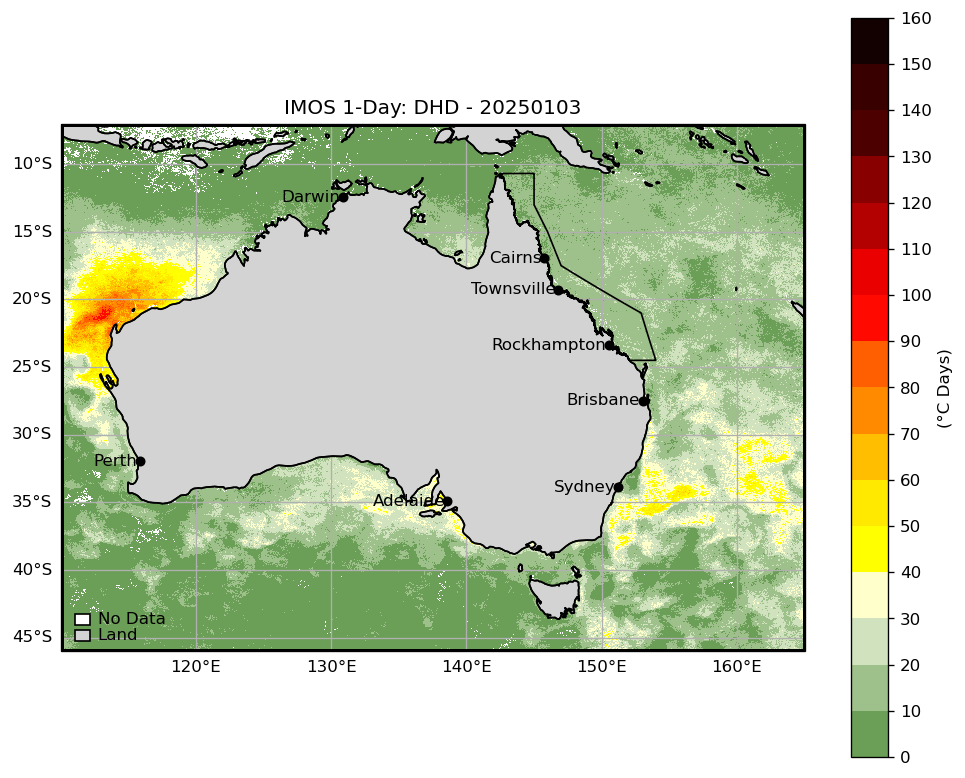 IMOS 1-Day: DHD - 20250103
160
150
140
130
120
110
100
90
80
70
60
50
40
30
20
10
0
(°C Days)
10°S
15°S
20°S
25°S
30°S
35°S
40°S
45°S
Darwin
Cairns
Townsville
Rockhampton
Brisbane
Perth
Sydney
Adelaide
No Data
Land
120°E
130°E
140°E
150°E
160°E